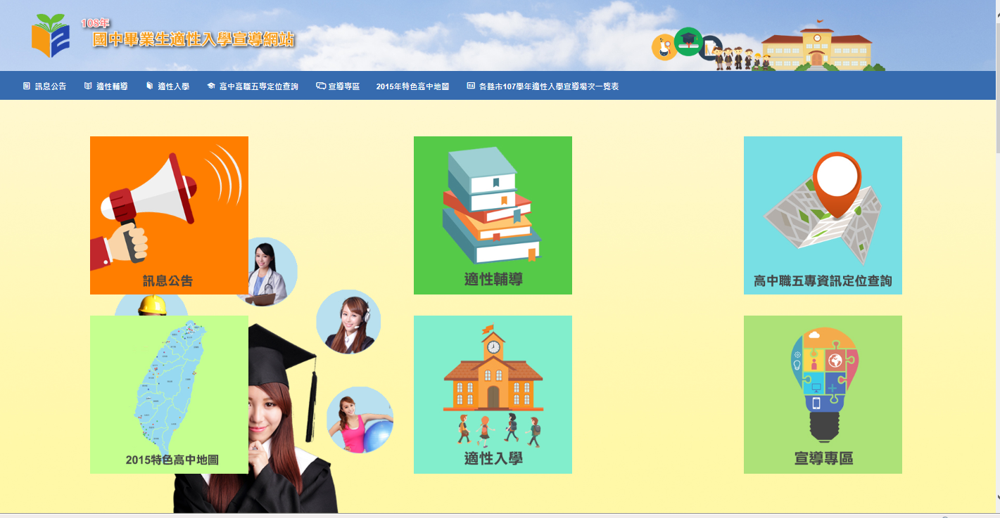 108年
國中畢業生適性入學宣導網站
訊息公告
適性輔導
適性入學
高中高職五專定位查詢
宣導專區
2015年特色高中地圖
各縣市107學年適性入學宣導場次一覽表
訊息公告
適性輔導
高中職五專資訊定位查詢
2015特色高中地圖
適性入學
宣導專區